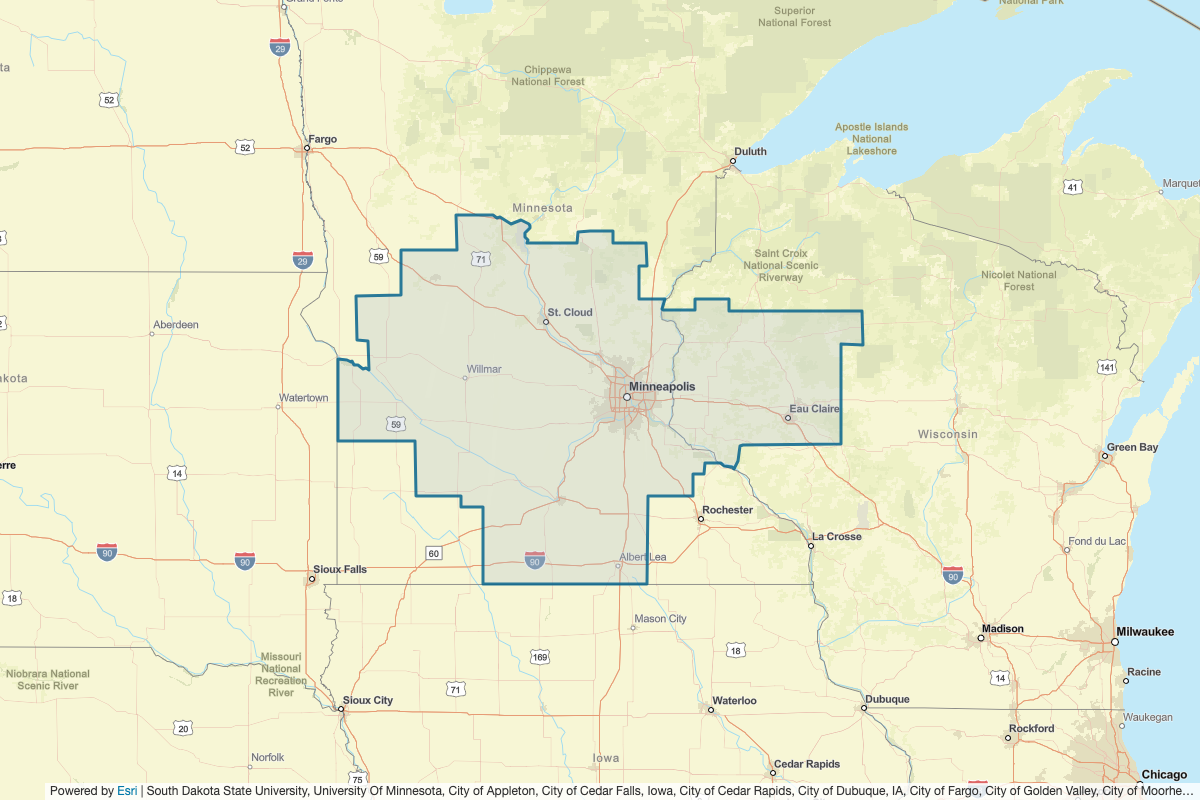 Grand Forks
National Park
Superior
National Forest
29
ta
Chippewa
National Forest
52
Apostle Islands
National
Lakeshore
Fargo
52
Duluth
41
Marquet
Minnesota
59
71
29
Saint Croix
National Scenic
Riverway
Nicolet National
Forest
St. Cloud
Aberdeen
2
akota
Willmar
Minneapolis
141
Watertown
Eau Claire
59
Wisconsin
Green Bay
erre
14
Rochester
La Crosse
Fond du Lac
90
90
60
90
Albert Lea
Sioux Falls
90
18
Mason City
Madison
Milwaukee
Niobrara National
Scenic River
Missouri
National
Recreation
River
169
18
71
14
Racine
Sioux City
Waterloo
Dubuque
Waukegan
20
Rockford
Norfolk
Iowa
Cedar Rapids
75
Chicago
Powered by Esri | South Dakota State University, University Of Minnesota, City of Appleton, City of Cedar Falls, Iowa, City of Cedar Rapids, City of Dubuque, IA, City of Fargo, City of Golden Valley, City of Moorhe…